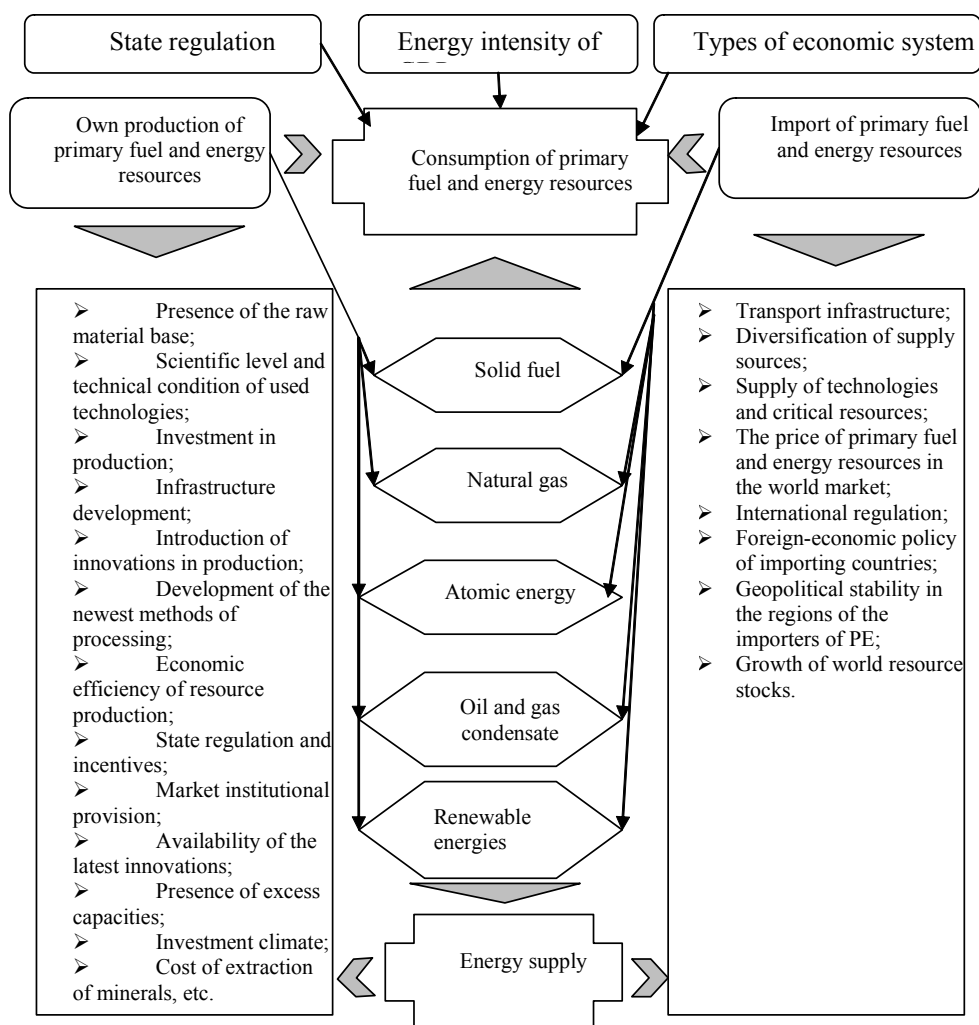 State regulation
Energy intensity of
Types of economic system
Own production of
primary fuel and energy
resources
Consumption of primary
fuel and energy resources
Import of primary fuel
and energy resources
➢ Presence of the raw
material base;
➢ Scientific level and
technical condition of used
technologies;
➢ Investment in
production;
➢ Infrastructure
development;
➢ Introduction of
innovations in production;
➢ Development of the
newest methods of
processing;
➢ Economic
efficiency of resource
production;
➢ State regulation and
incentives;
➢ Market institutional
provision;
➢ Availability of the
latest innovations;
➢ Presence of excess
capacities;
➢ Investment climate;
➢ Cost of extraction
of minerals, etc.
Solid fuel
Natural gas
Atomic energy
Oil and gas
condensate
Renewable
energies
Energy supply
➢ Transport infrastructure;
➢ Diversification of supply
sources;
➢ Supply of technologies
and critical resources;
➢ The price of primary fuel
and energy resources in
the world market;
➢ International regulation;
➢ Foreign-economic policy
of importing countries;
➢ Geopolitical stability in
the regions of the
importers of PE;
➢ Growth of world resource
stocks.